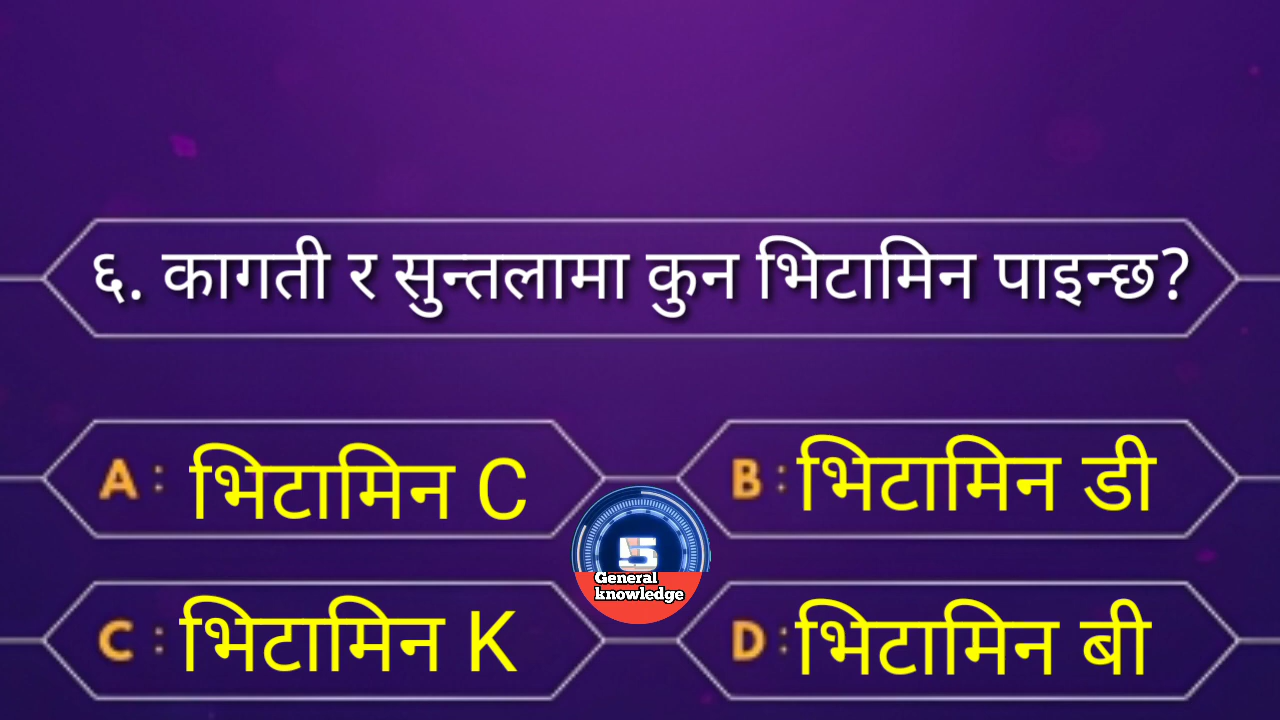 ६. कागती र सुन्तलामा कुन भिटामिन पाइन्छ?
A : भिटामिन C
B : भिटामिन डी
5
General
knowledge
C : भिटामिन K
D : भिटामिन बी